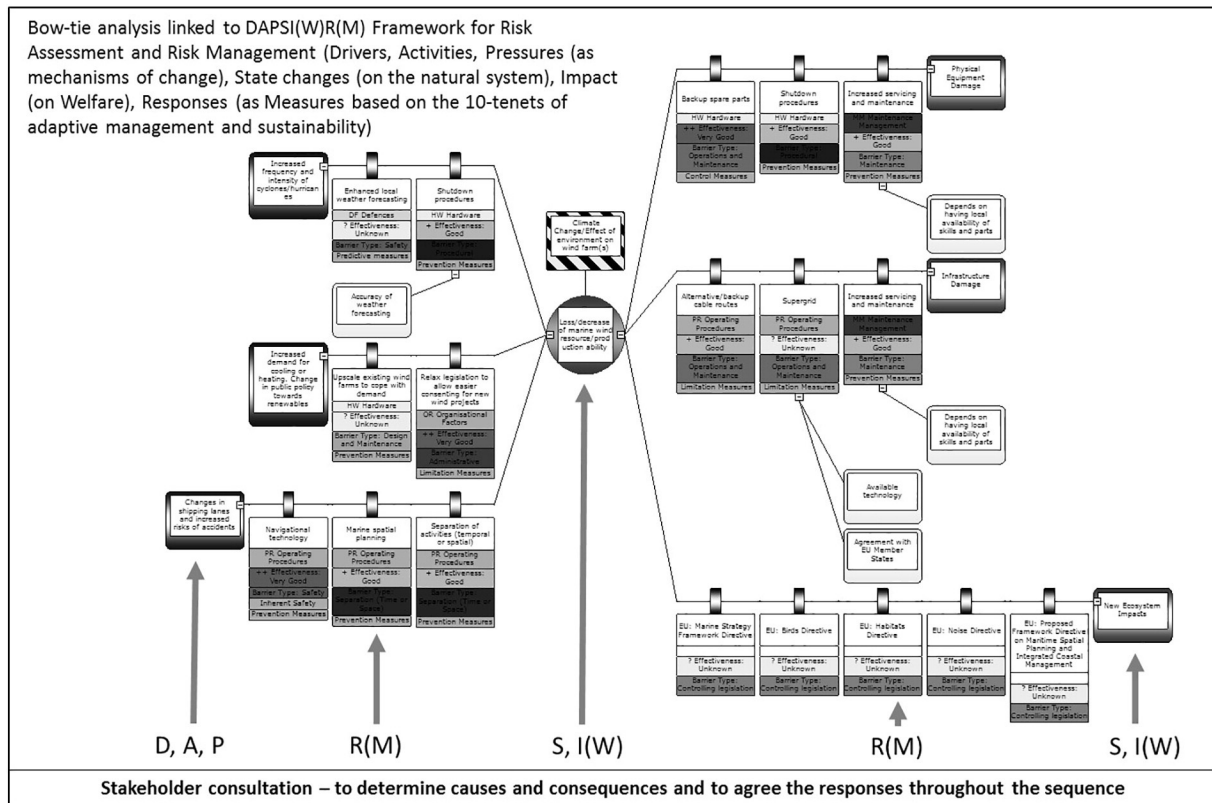 Bow-tie analysis linked to DAPSI(W)R(M) Framework for Risk
Assessment and Risk Management (Drivers, Activities, Pressures (as
mechanisms of change), State changes (on the natural system), Impact
(on Welfare), Responses (as Measures based on the 10-tenets of
adaptive management and sustainability)
Increased
frequency and
intensity of
cyclones/hurrican
es
Enhanced local
weather forecasting
DF Defences
? Effectiveness:
Unknown
Barrier Type: Safety
Predictive measures
Shutdown
procedures
HW Hardware
+ Effectiveness:
Good
Barrier Type:
Procedural
Prevention Measures
Accuracy of
weather
forecasting
Increased
demand for
cooling or
heating. Change
in public policy
towards
renewables
Upscale existing wind
farms to cope with
demand
HW Hardware
? Effectiveness:
Unknown
Barrier Type: Design
and Maintenance
Prevention Measures
Relax legislation to
allow easier
consenting for new
wind projects
OR Organisational
Factors
++ Effectiveness:
Very Good
Barrier Type:
Administrative
Limitation Measures
Changes in
shipping lanes
and increased
risks of accidents
Navigational
technology
PR Operating
Procedures
++ Effectiveness:
Very Good
Barrier Type: Safety
Inherent Safety
Prevention Measures
Marine spatial
planning
PR Operating
Procedures
+ Effectiveness:
Good
Barrier Type:
Separation (Time or
Space)
Prevention Measures
Separation of
activities (temporal
or spatial)
PR Operating
Procedures
+ Effectiveness:
Good
Barrier Type:
Separation (Time or
Space)
Prevention Measures
Climate
Change/Effect of
environment on
wind farm(s)
Loss/decrease
of marine wind
resource/prod
uction ability
Backup spare parts
HW Hardware
++ Effectiveness:
Very Good
Barrier Type:
Operations and
Maintenance
Control Measures
Shutdown
procedures
HW Hardware
+ Effectiveness:
Good
Barrier Type:
Procedural
Prevention Measures
Increased servicing
and maintenance
MM Maintenance
Management
+ Effectiveness:
Good
Barrier Type:
Maintenance
Prevention Measures
Physical
Equipment
Damage
Depends on
having local
availability of
skills and parts
Alternative/backup
cable routes
PR Operating
Procedures
+ Effectiveness:
Good
Barrier Type:
Operations and
Maintenance
Limitation Measures
Supergrid
PR Operating
Procedures
? Effectiveness:
Unknown
Barrier Type:
Operations and
Maintenance
Limitation Measures
Increased servicing
and maintenance
MM Maintenance
Management
+ Effectiveness:
Good
Barrier Type:
Maintenance
Prevention Measures
Infrastructure
Damage
Depends on
having local
availability of
skills and parts
Available
technology
Agreement with
EU Member
States
EU: Marine Strategy
Framework Directive
? Effectiveness:
Unknown
Barrier Type:
Controlling legislation
EU: Birds Directive
? Effectiveness:
Unknown
Barrier Type:
Controlling legislation
EU: Habitats
Directive
? Effectiveness:
Unknown
Barrier Type:
Controlling legislation
EU: Noise Directive
? Effectiveness:
Unknown
Barrier Type:
Controlling legislation
EU: Proposed
Framework Directive
on Maritime Spatial
Planning and
Integrated Coastal
Management
? Effectiveness:
Unknown
Barrier Type:
Controlling legislation
New Ecosystem
Impacts
D, A, P
R(M)
S, I(W)
R(M)
S, I(W)
Stakeholder consultation – to determine causes and consequences and to agree the responses throughout the sequence